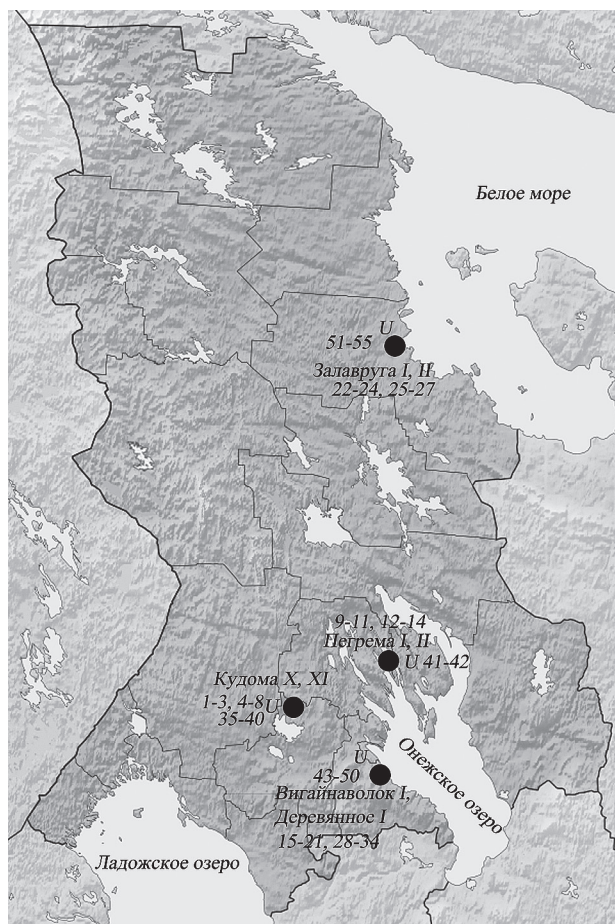 Белое море
U
51-55
Залавруга I, II
22-24, 25-27
9-11, 12-14
Пегрема I, II
U 41-42
Кудома X, XI
1-3, 4-8 U
35-40
U
43-50
Вигайнаволок I,
Деревянное I
15-21, 28-34
Онежское озеро
Ладожское озеро